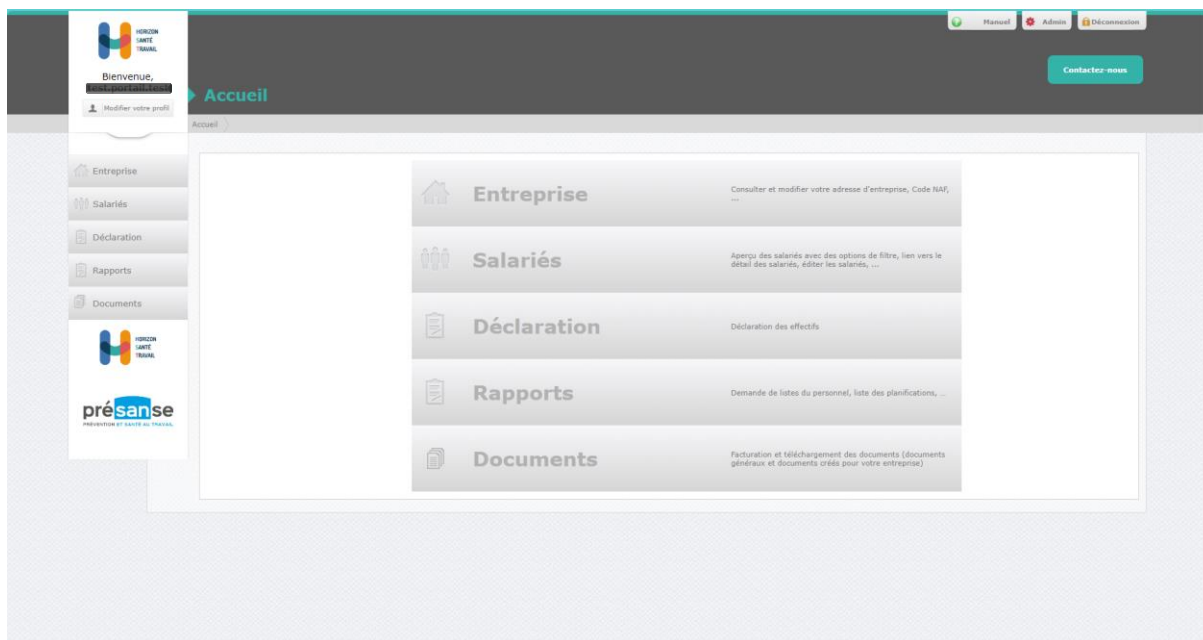 HORIZON
SANTÉ
TRAVAIL
Bienvenue,
Modifier votre profil
Manuel
Admin
Déconnexion
Contactez-nous
Accueil
Accueil
Entreprise
Salariés
Déclaration
Rapports
Documents
HORIZON
SANTÉ
TRAVAIL
présanse
PRÉVENTION ET SANTÉ AU TRAVAIL
Entreprise
Consulter et modifier votre adresse d'entreprise, Code NAF,
...
Salariés
Aperçu des salariés avec des options de filtre, lien vers le
détail des salariés, éditer les salariés, ...
Déclaration
Déclaration des effectifs
Rapports
Demande de listes du personnel, liste des planifications, ...
Documents
Facturation et téléchargement des documents (documents
généraux et documents créés pour votre entreprise)